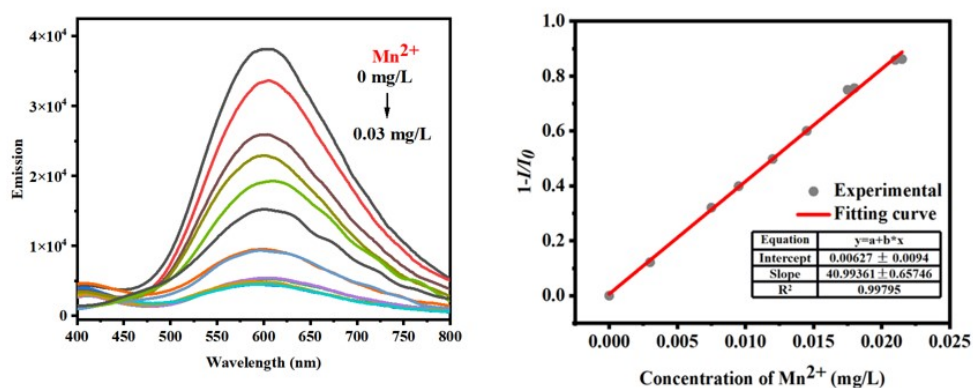 4×10⁴
3×10⁴
2×10⁴
1×10⁴
0
Emission
400 450 500 550 600 650 700 750 800
Wavelength (nm)
Mn²⁺
0 mg/L
0.03 mg/L
1.0
0.8
0.6
0.4
0.2
0.0
1-I/I₀
0.000 0.005 0.010 0.015 0.020 0.025
Concentration of Mn²⁺ (mg/L)
Experimental
Fitting curve
Equation y=a+b*x
Intercept 0.00627 ± 0.0094
Slope 40.99361±0.65746
R² 0.99795